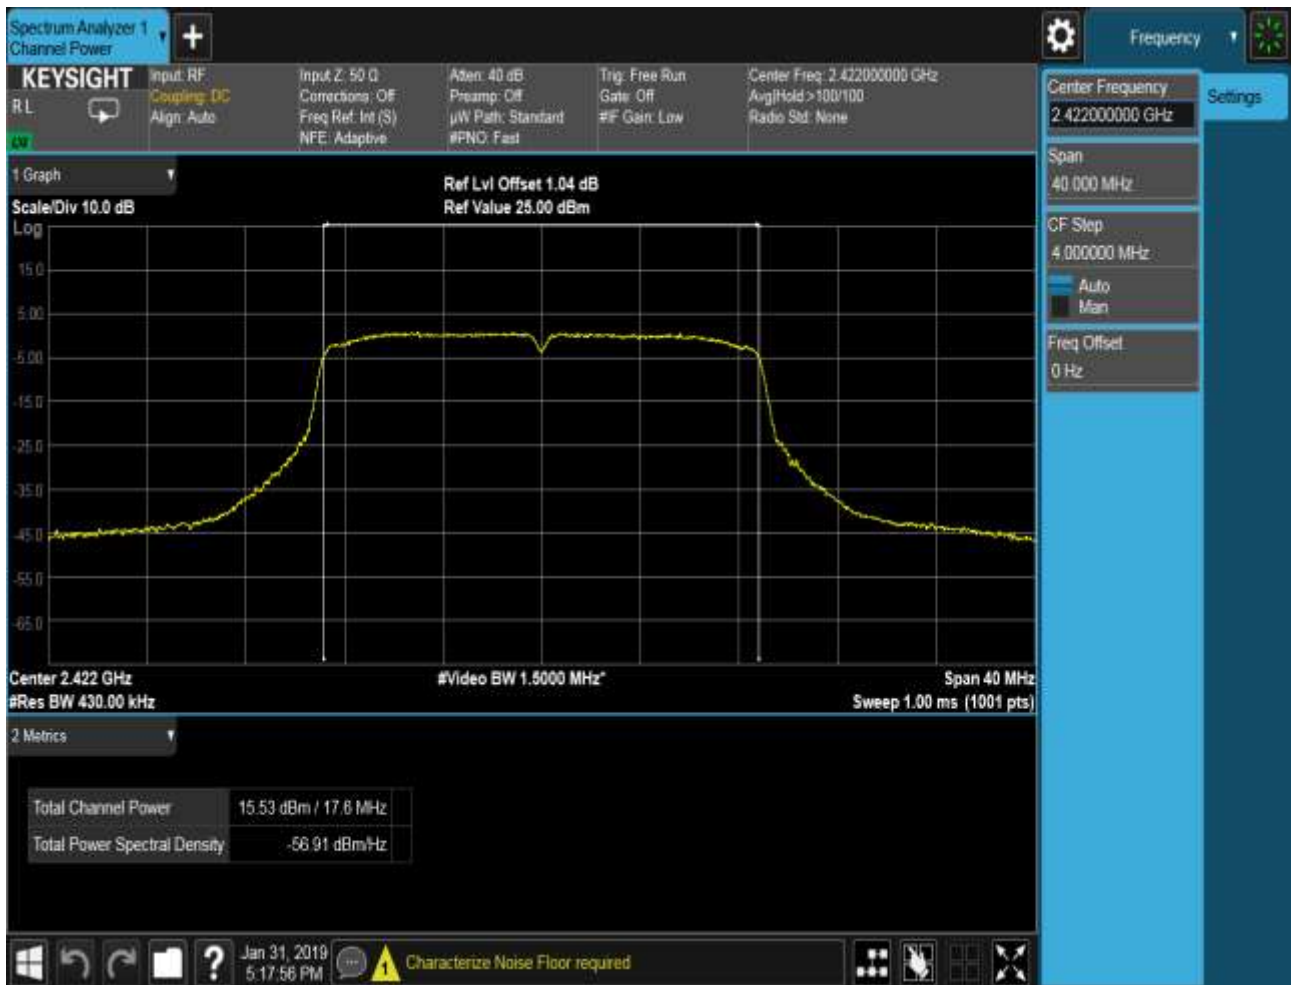 Spectrum Analyzer 1
Channel Power
Frequency
KEYSIGHT
R L
Input: RF
Coupling: DC
Align: Auto
Input Z: 50 Ω
Corrections: Off
Freq Ref: Int (S)
NFE: Adaptive
Atten: 40 dB
Preamp: Off
µW Path: Standard
#PNO: Fast
Trig: Free Run
Gate: Off
#IF Gain: Low
Center Freq: 2.422000000 GHz
Avg|Hold >100/100
Radio Std: None
Center Frequency
2.422000000 GHz
Settings
Span
40.000 MHz
CF Step
4.000000 MHz
Auto
Man
Freq Offset
0 Hz
1 Graph
Scale/Div 10.0 dB
Ref Lvl Offset 1.04 dB
Ref Value 25.00 dBm
Log
15.0
5.00
-5.00
-15.0
-25.0
-35.0
-45.0
-55.0
-65.0
Center 2.422 GHz
#Video BW 1.5000 MHz*
Span 40 MHz
#Res BW 430.00 kHz
Sweep 1.00 ms (1001 pts)
2 Metrics
Total Channel Power 15.53 dBm / 17.6 MHz
Total Power Spectral Density -56.91 dBm/Hz
?
Jan 31, 2019
5:17:56 PM
1
Characterize Noise Floor required